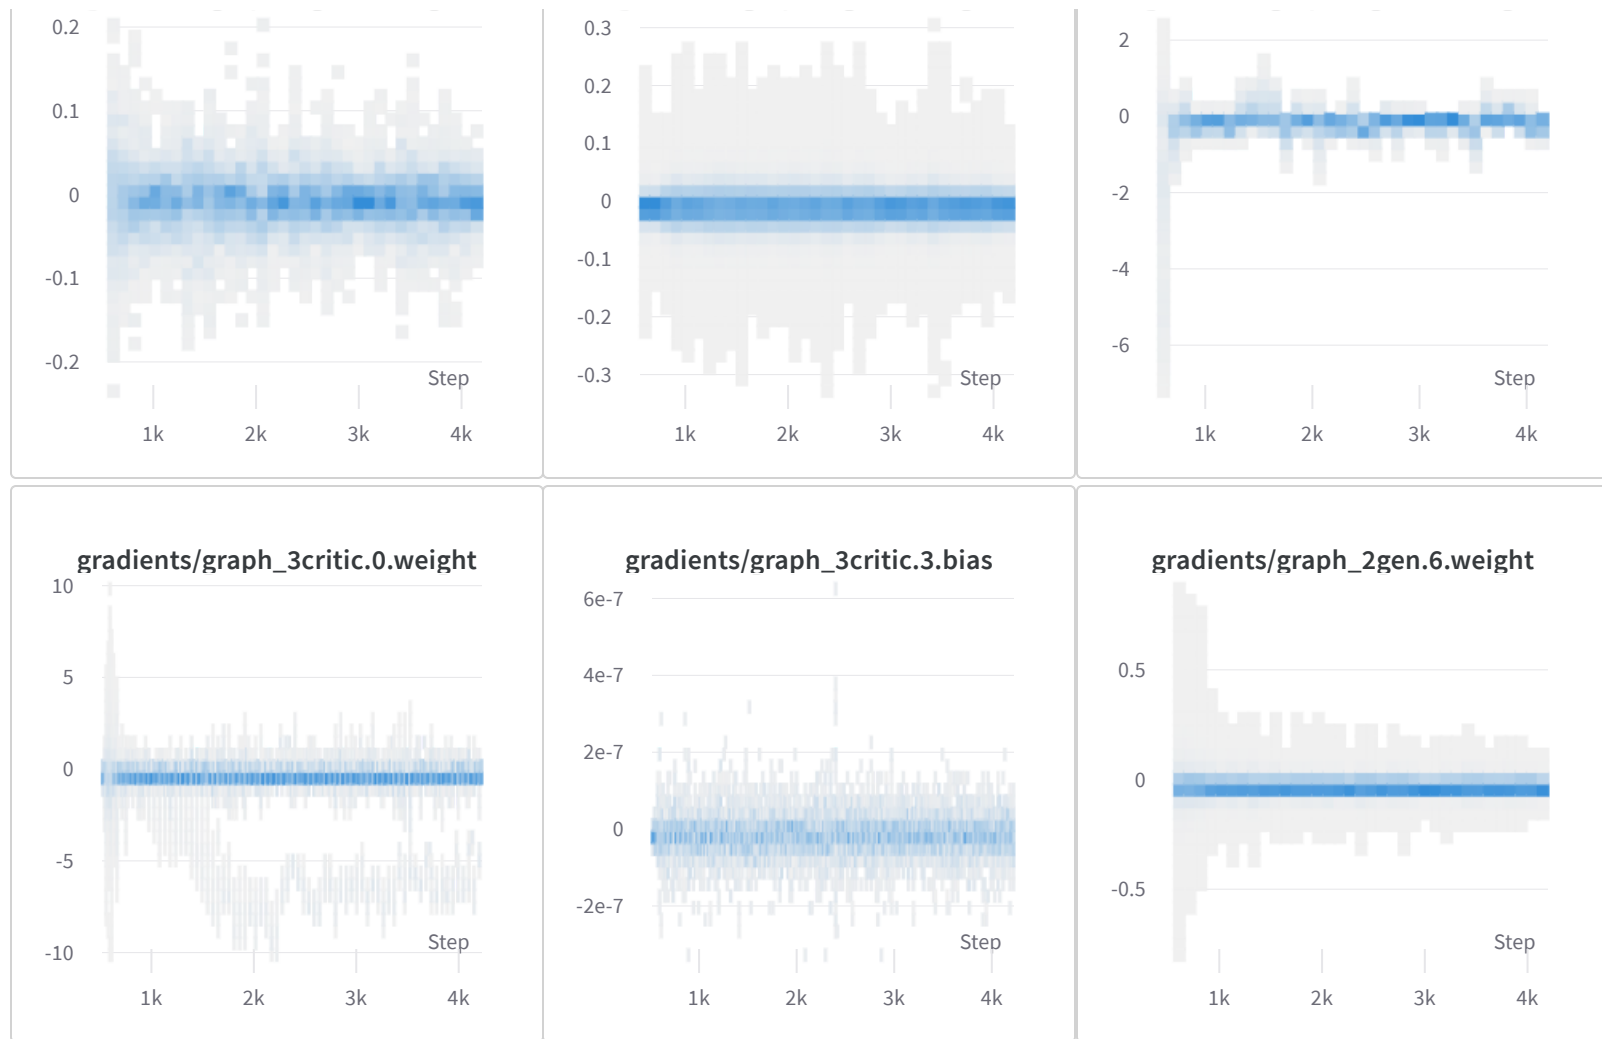 0.2
0.1
0
-0.1
-0.2
Step
1k 2k 3k 4k
0.3
0.2
0.1
0
-0.1
-0.2
-0.3
Step
1k 2k 3k 4k
2
0
-2
-4
-6
Step
1k 2k 3k 4k
gradients/graph_3critic.0.weight
10
5
0
-5
-10
Step
1k 2k 3k 4k
gradients/graph_3critic.3.bias
6e-7
4e-7
2e-7
0
-2e-7
Step
1k 2k 3k 4k
gradients/graph_2gen.6.weight
0.5
0
-0.5
Step
1k 2k 3k 4k